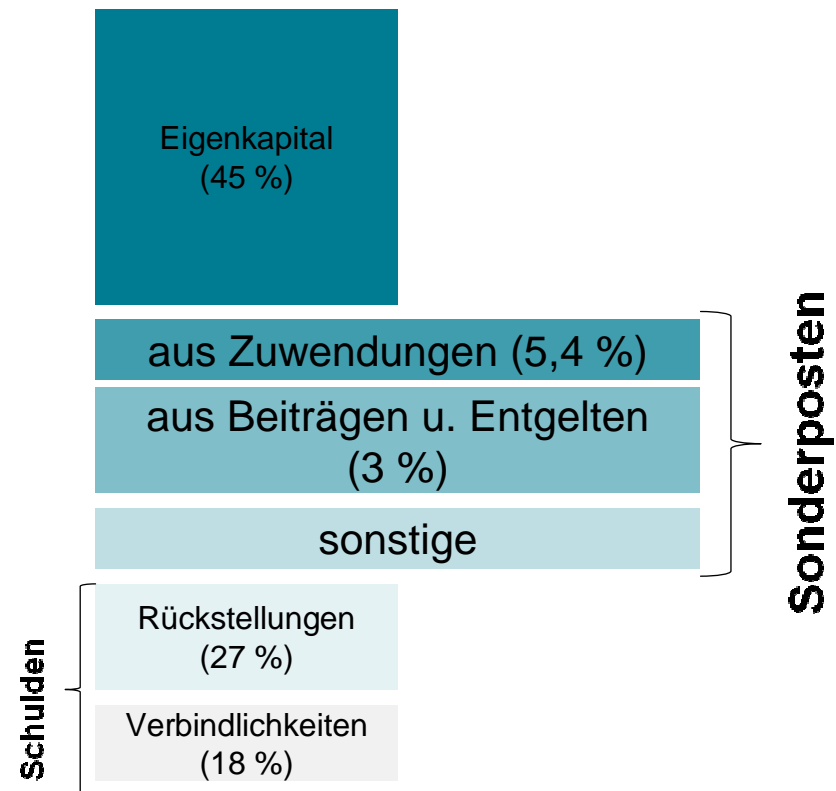 Eigenkapital
(45 %)
aus Zuwendungen (5,4 %)
aus Beiträgen u. Entgelten
(3 %)
sonstige
Sonderposten
Rückstellungen
(27 %)
Verbindlichkeiten
(18 %)
Schulden